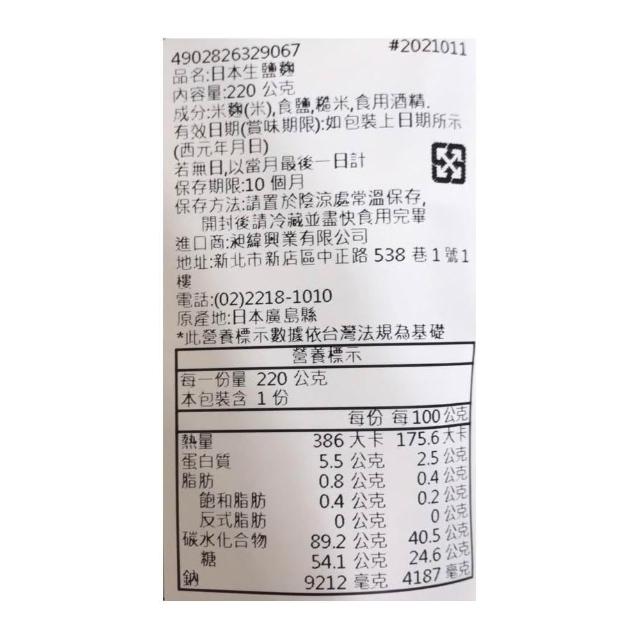 4902826329067 #2021011
品名:日本生鹽麴
內容量:220 公克
成分:米麴(米),食鹽,糙米,食用酒精.
有效日期(賞味期限):如包裝上日期所示
(西元年月日)
若無日,以當月最後一日計
保存期限:10 個月
保存方法:請置於陰涼處常溫保存,
開封後請冷藏並盡快食用完畢
進口商:昶緯興業有限公司
地址:新北市新店區中正路 538 巷 1 號 1
樓
電話:(02)2218-1010
原產地:日本廣島縣
*此營養標示數據依台灣法規為基礎
營養標示
每一份量 220 公克
本包裝含 1 份
每份 每 100 公克
熱量 386 大卡 175.6 大卡
蛋白質 5.5 公克 2.5 公克
脂肪 0.8 公克 0.4 公克
飽和脂肪 0.4 公克 0.2 公克
反式脂肪 0 公克 0 公克
碳水化合物 89.2 公克 40.5 公克
糖 54.1 公克 24.6 公克
鈉 9212 毫克 4187 毫克